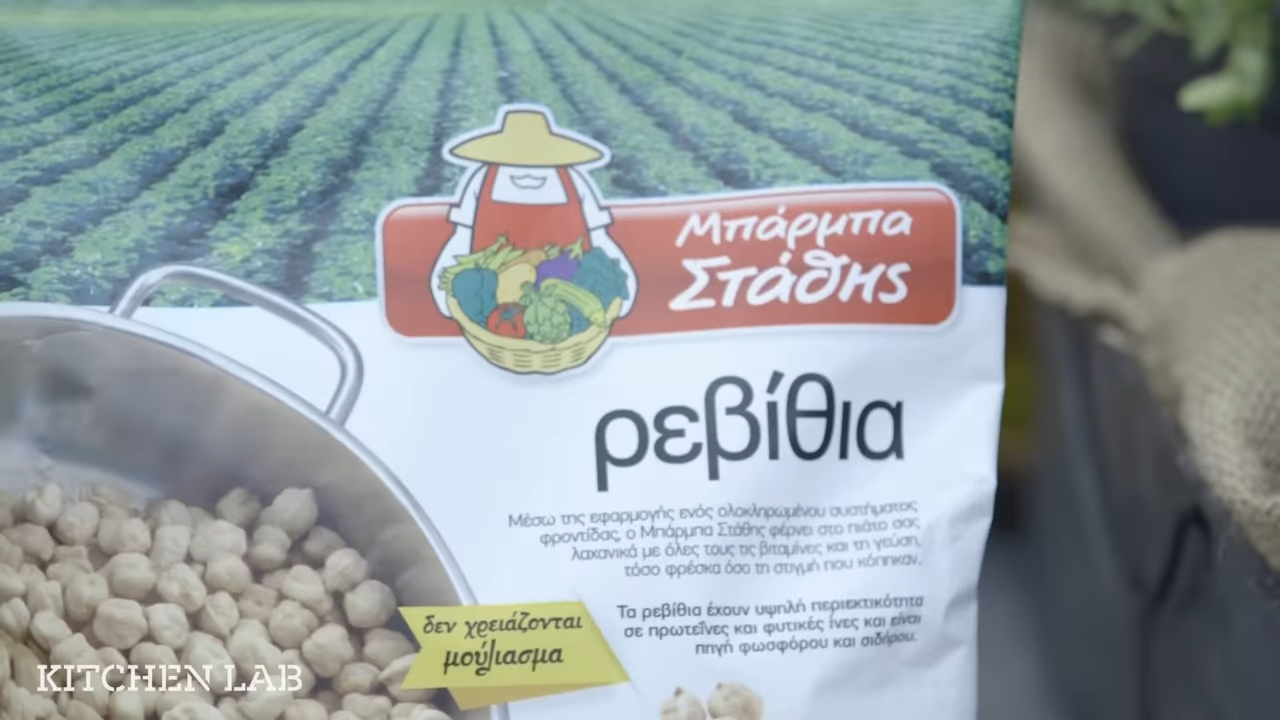 Μπάρμπα
Στάθης
ρεβίθια
Μέσω της εφαρμογής ενός ολοκληρωμένου συστήματος
φροντίδας, ο Μπάρμπα Στάθης φέρνει στο πιάτο σας
λαχανικά με όλες τους τις βιταμίνες και τη γεύση,
τόσο φρέσκα όσο τη στιγμή που κόπηκαν.
Τα ρεβίθια έχουν υψηλή περιεκτικότητα
σε πρωτεΐνες και φυτικές ίνες και είναι
πηγή φωσφόρου και σιδήρου.
δεν χρειάζονται
μούλιασμα
KITCHEN LAB